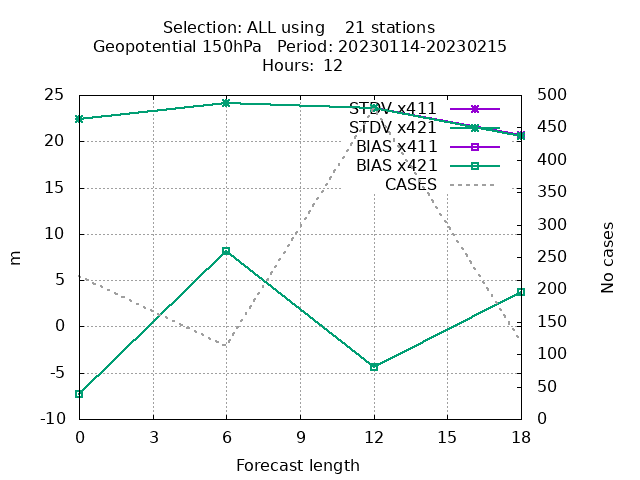 Selection: ALL using    21 stations
Geopotential 150hPa   Period: 20230114-20230215
Hours:  12
25
20
15
10
5
0
-5
-10
m
STDV x411
STDV x421
BIAS x411
BIAS x421
CASES
500
450
400
350
300
250
200
150
100
50
0
No cases
0 3 6 9 12 15 18
Forecast length